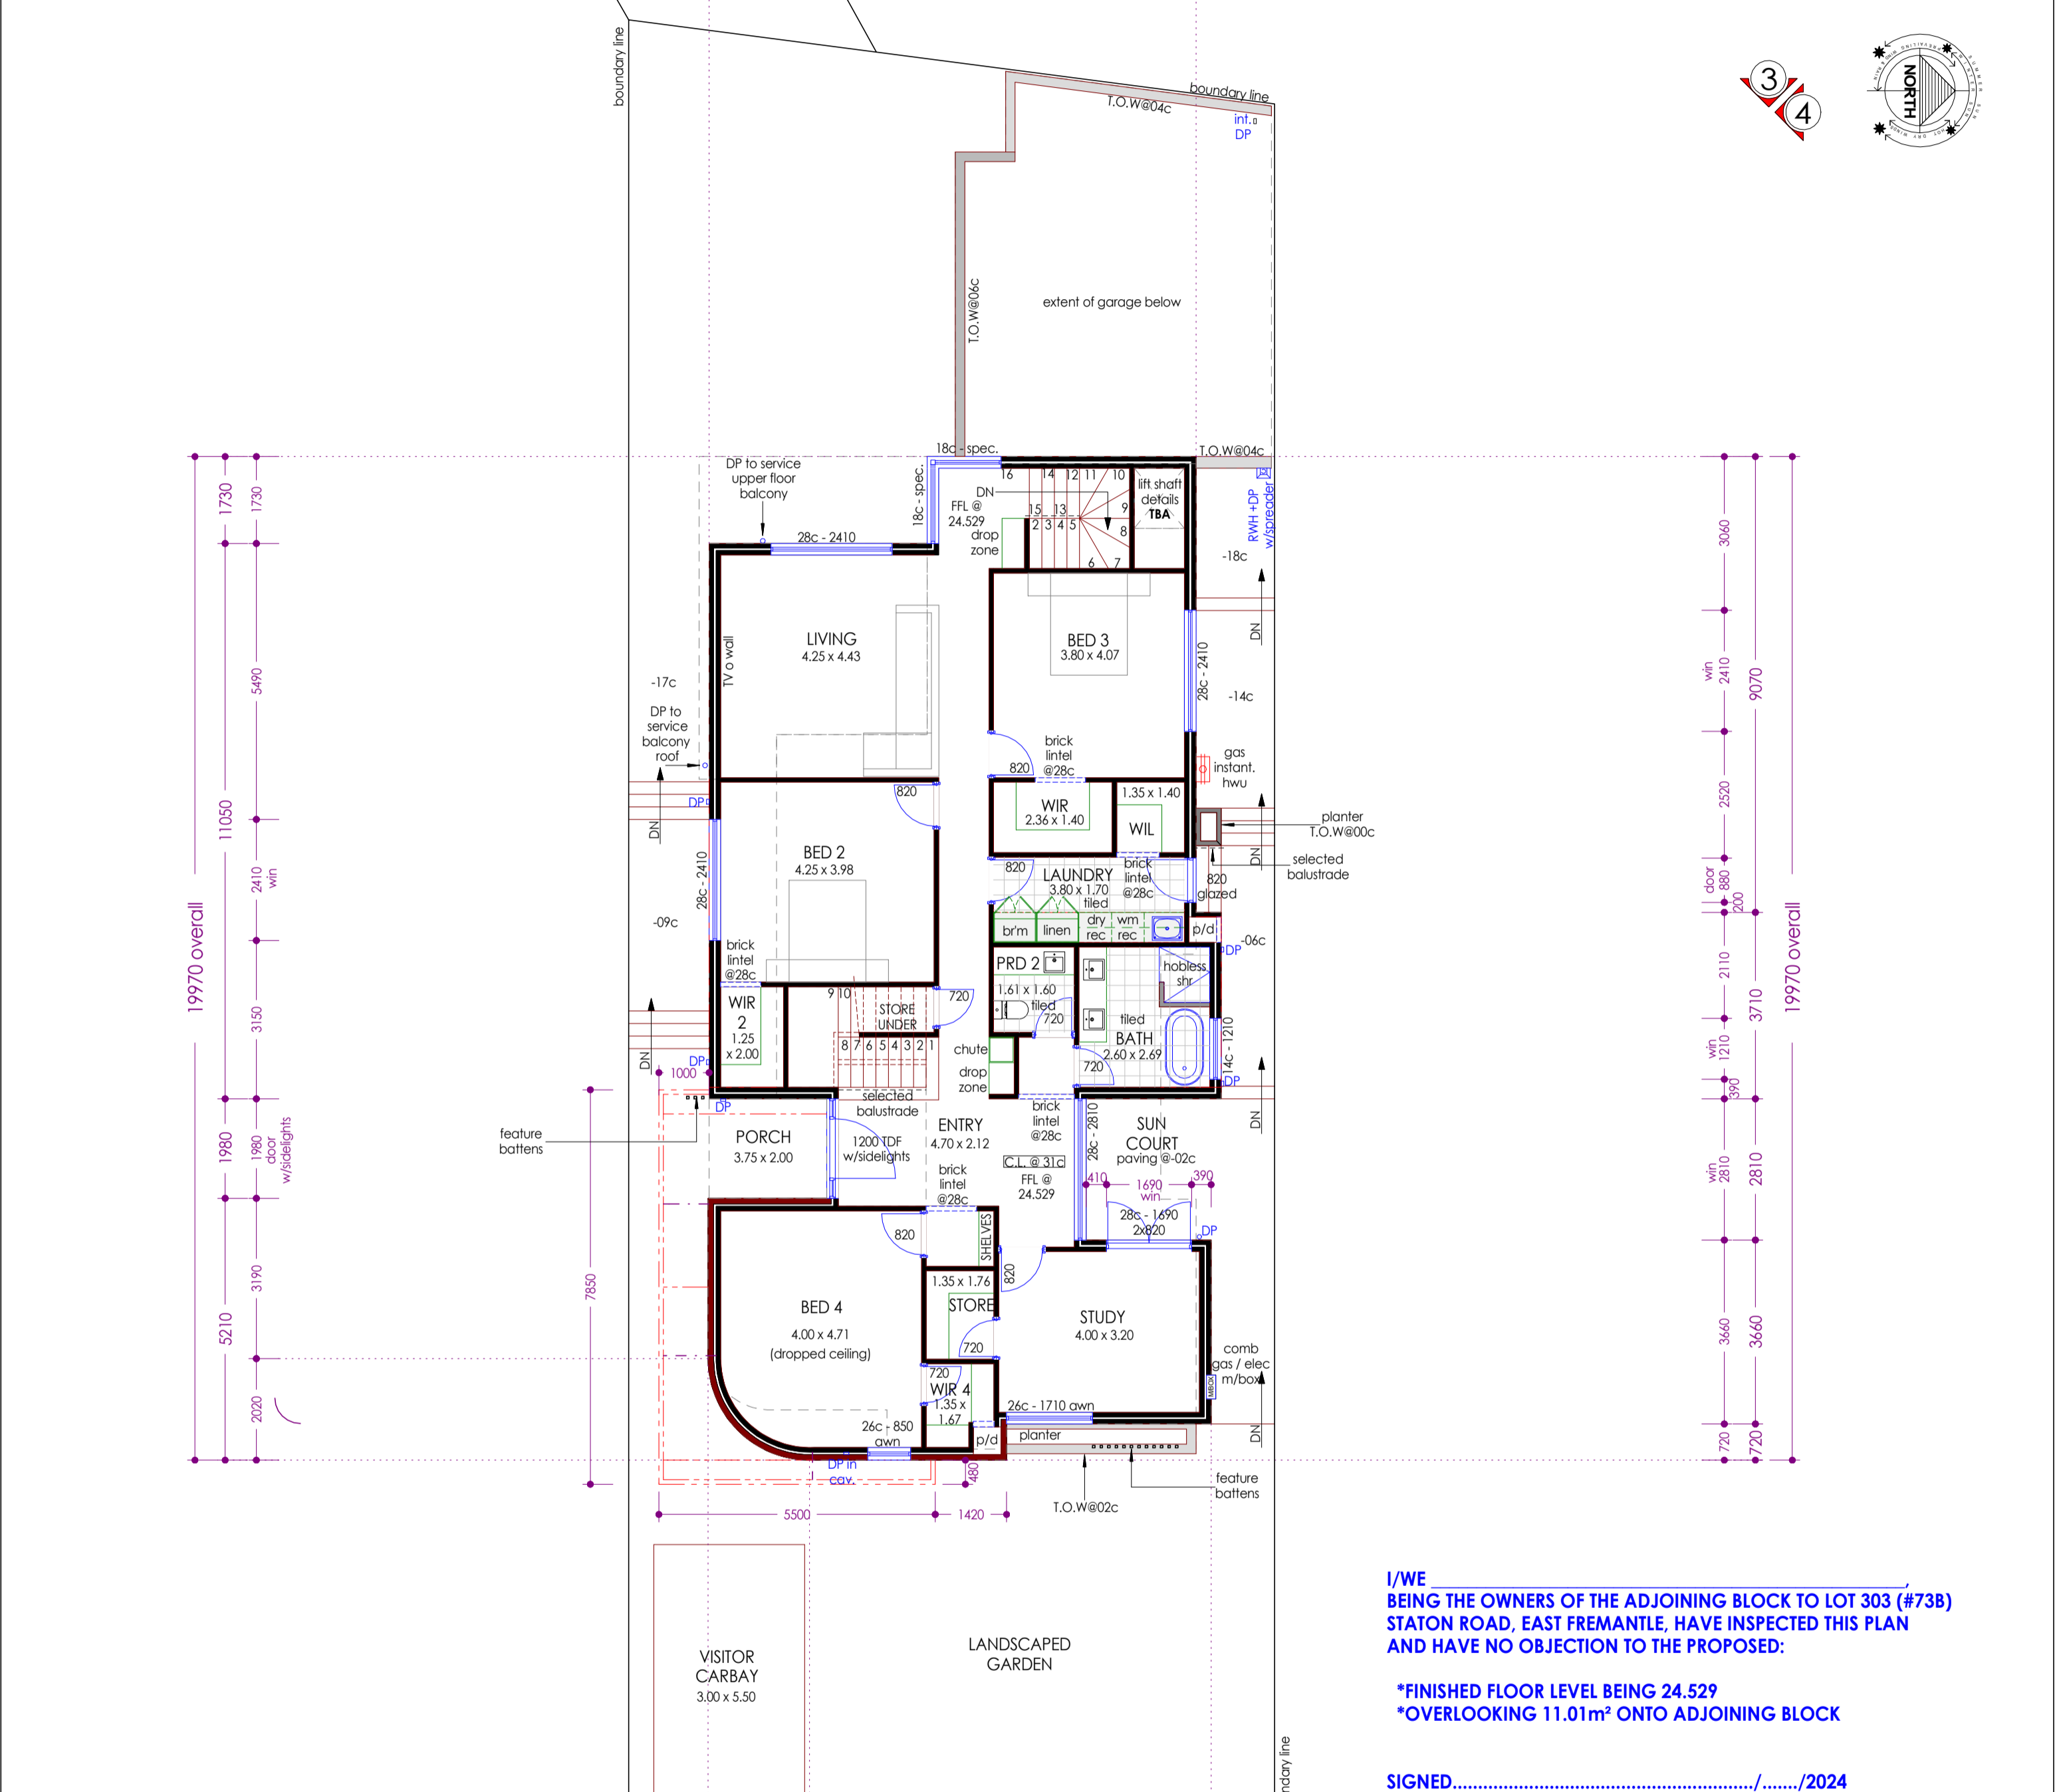 boundary line
boundary line
T.O.W@04c
int.
DP
3
4
NORTH
T.O.W@06c
extent of garage below
18c - spec.
T.O.W@04c
DP to service
upper floor
balcony
18c - spec.
DN
FFL @
24.529
drop
zone
16
14
12
11
10
15
13
2
3
4
5
9
8
6
7
lift shaft
details
TBA
RWH +DP
w/spreader
-18c
28c - 2410
LIVING
4.25 x 4.43
TV o wall
BED 3
3.80 x 4.07
28c - 2410
DN
-17c
-14c
DP to
service
balcony
roof
brick
lintel
@28c
820
gas
instant.
hwu
DP
DN
820
WIR
2.36 x 1.40
1.35 x 1.40
WIL
planter
T.O.W@00c
BED 2
4.25 x 3.98
28c - 2410
-09c
820
LAUNDRY
3.80 x 1.70
tiled
brick
lintel
@28c
DN
820
glazed
selected
balustrade
br'm
linen
dry
rec
wm
rec
p/d
-06c
DP
brick
lintel
@28c
PRD 2
1.61 x 1.60
tiled
720
hobless
shr
tiled
BATH
2.60 x 2.69
720
14c - 1210
DP
WIR
2
1.25
x 2.00
9
10
STORE
UNDER
720
8
7
6
5
4
3
2
1
chute
drop
zone
DN
DP
1000
DP
selected
balustrade
feature
battens
PORCH
3.75 x 2.00
1200 TDF
w/sidelights
ENTRY
4.70 x 2.12
brick
lintel
@28c
C.L. @ 31c
FFL @
24.529
brick
lintel
@28c
28c - 2810
SUN
COURT
paving @-02c
DN
410
1690
win
390
28c - 1690
2x820
DP
820
SHELVES
820
1.35 x 1.76
STORE
720
BED 4
4.00 x 4.71
(dropped ceiling)
STUDY
4.00 x 3.20
comb
gas / elec
m/box
MBOX
720
WIR 4
1.35 x
1.67
26c - 1710 awn
26c - 850
awn
p/d
planter
DN
DP in
cav.
480
feature
battens
T.O.W@02c
5500
1420
7850
19970 overall
1730
11050
1980
5210
1730
5490
2410
win
3150
1980
door
w/sidelights
3190
2020
3060
win
2410
2520
door
880
200
2110
win
1210
390
win
2810
3660
720
9070
3710
2810
3660
720
19970 overall
VISITOR
CARBAY
3.00 x 5.50
LANDSCAPED
GARDEN
I/WE ,
BEING THE OWNERS OF THE ADJOINING BLOCK TO LOT 303 (#73B)
STATON ROAD, EAST FREMANTLE, HAVE INSPECTED THIS PLAN
AND HAVE NO OBJECTION TO THE PROPOSED:
*FINISHED FLOOR LEVEL BEING 24.529
*OVERLOOKING 11.01m² ONTO ADJOINING BLOCK
SIGNED............................................................/......./2024